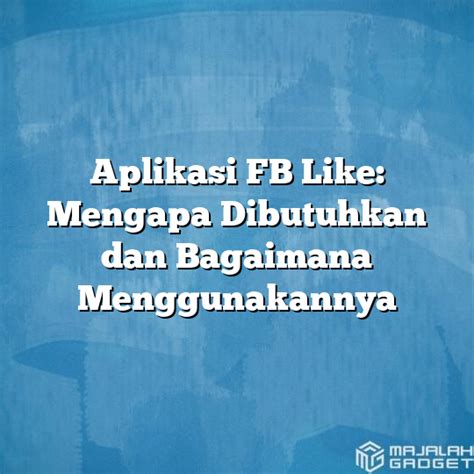 Aplikasi FB Like:
Mengapa Dibutuhkan
dan Bagaimana
Menggunakannya
MAJALAH
GADGET